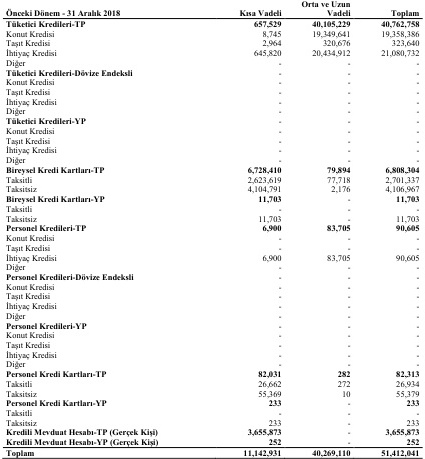 Orta ve Uzun
Önceki Dönem - 31 Aralık 2018 Kısa Vadeli Vadeli Toplam
Tüketici Kredileri-TP 657,529 40,105,229 40,762,758
Konut Kredisi 8,745 19,349,641 19,358,386
Taşıt Kredisi 2,964 320,676 323,640
İhtiyaç Kredisi 645,820 20,434,912 21,080,732
Diğer - - -
Tüketici Kredileri-Dövize Endeksli - - -
Konut Kredisi - - -
Taşıt Kredisi - - -
İhtiyaç Kredisi - - -
Diğer - - -
Tüketici Kredileri-YP - - -
Konut Kredisi - - -
Taşıt Kredisi - - -
İhtiyaç Kredisi - - -
Diğer - - -
Bireysel Kredi Kartları-TP 6,728,410 79,894 6,808,304
Taksitli 2,623,619 77,718 2,701,337
Taksitsiz 4,104,791 2,176 4,106,967
Bireysel Kredi Kartları-YP 11,703 - 11,703
Taksitli - - -
Taksitsiz 11,703 - 11,703
Personel Kredileri-TP 6,900 83,705 90,605
Konut Kredisi - - -
Taşıt Kredisi - - -
İhtiyaç Kredisi 6,900 83,705 90,605
Diğer - - -
Personel Kredileri-Dövize Endeksli - - -
Konut Kredisi - - -
Taşıt Kredisi - - -
İhtiyaç Kredisi - - -
Diğer - - -
Personel Kredileri-YP - - -
Konut Kredisi - - -
Taşıt Kredisi - - -
İhtiyaç Kredisi - - -
Diğer - - -
Personel Kredi Kartları-TP 82,031 282 82,313
Taksitli 26,662 272 26,934
Taksitsiz 55,369 10 55,379
Personel Kredi Kartları-YP 233 - 233
Taksitli - - -
Taksitsiz 233 - 233
Kredili Mevduat Hesabı-TP (Gerçek Kişi) 3,655,873 - 3,655,873
Kredili Mevduat Hesabı-YP (Gerçek Kişi) 252 - 252
Toplam 11,142,931 40,269,110 51,412,041